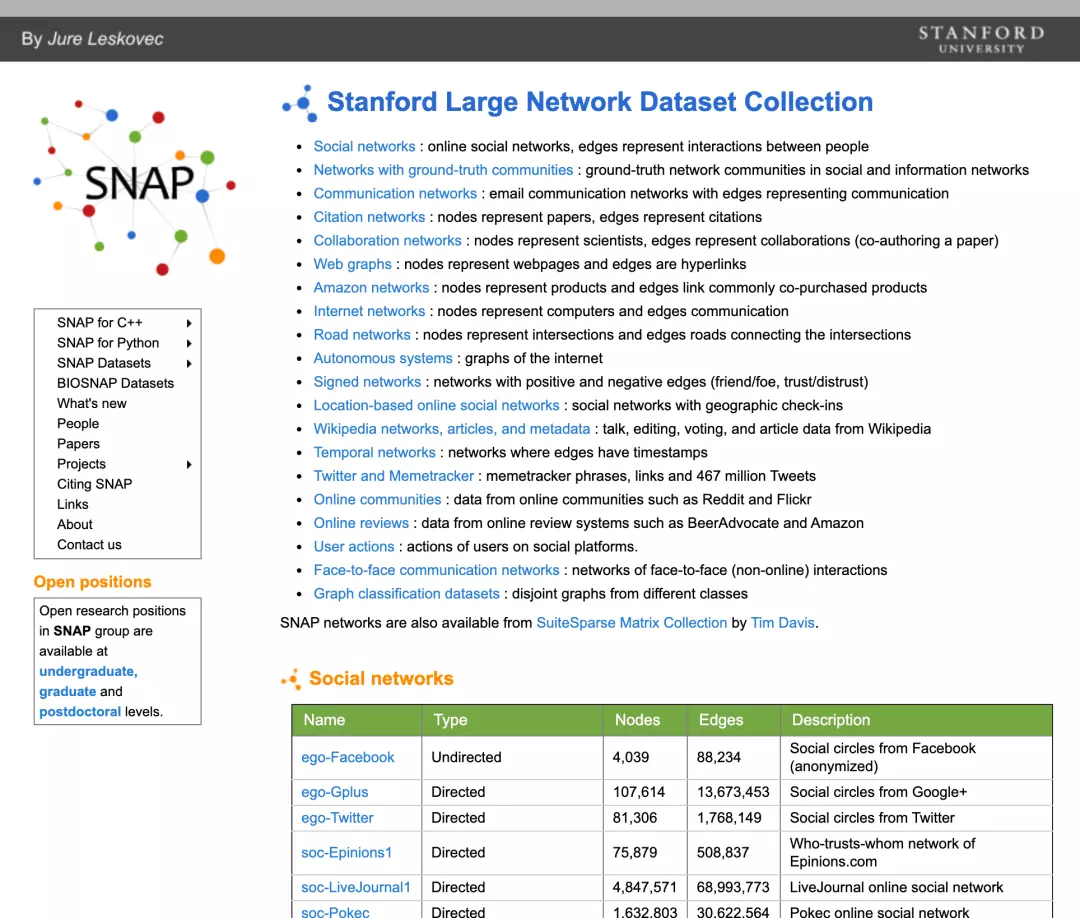 By Jure Leskovec
STANFORD
UNIVERSITY
SNAP
SNAP for C++
SNAP for Python
SNAP Datasets
BIOSNAP Datasets
What's new
People
Papers
Projects
Citing SNAP
Links
About
Contact us
Open positions
Open research positions
in SNAP group are
available at
undergraduate,
graduate and
postdoctoral levels.
Stanford Large Network Dataset Collection
• Social networks : online social networks, edges represent interactions between people
• Networks with ground-truth communities : ground-truth network communities in social and information networks
• Communication networks : email communication networks with edges representing communication
• Citation networks : nodes represent papers, edges represent citations
• Collaboration networks : nodes represent scientists, edges represent collaborations (co-authoring a paper)
• Web graphs : nodes represent webpages and edges are hyperlinks
• Amazon networks : nodes represent products and edges link commonly co-purchased products
• Internet networks : nodes represent computers and edges communication
• Road networks : nodes represent intersections and edges roads connecting the intersections
• Autonomous systems : graphs of the internet
• Signed networks : networks with positive and negative edges (friend/foe, trust/distrust)
• Location-based online social networks : social networks with geographic check-ins
• Wikipedia networks, articles, and metadata : talk, editing, voting, and article data from Wikipedia
• Temporal networks : networks where edges have timestamps
• Twitter and Memetracker : memetracker phrases, links and 467 million Tweets
• Online communities : data from online communities such as Reddit and Flickr
• Online reviews : data from online review systems such as BeerAdvocate and Amazon
• User actions : actions of users on social platforms.
• Face-to-face communication networks : networks of face-to-face (non-online) interactions
• Graph classification datasets : disjoint graphs from different classes
SNAP networks are also available from SuiteSparse Matrix Collection by Tim Davis.
Social networks
Name Type Nodes Edges Description
ego-Facebook Undirected 4,039 88,234 Social circles from Facebook
(anonymized)
ego-Gplus Directed 107,614 13,673,453 Social circles from Google+
ego-Twitter Directed 81,306 1,768,149 Social circles from Twitter
soc-Epinions1 Directed 75,879 508,837 Who-trusts-whom network of
Epinions.com
soc-LiveJournal1 Directed 4,847,571 68,993,773 LiveJournal online social network
soc-Pokec Directed 1,632,803 30,622,564 Pokec online social network